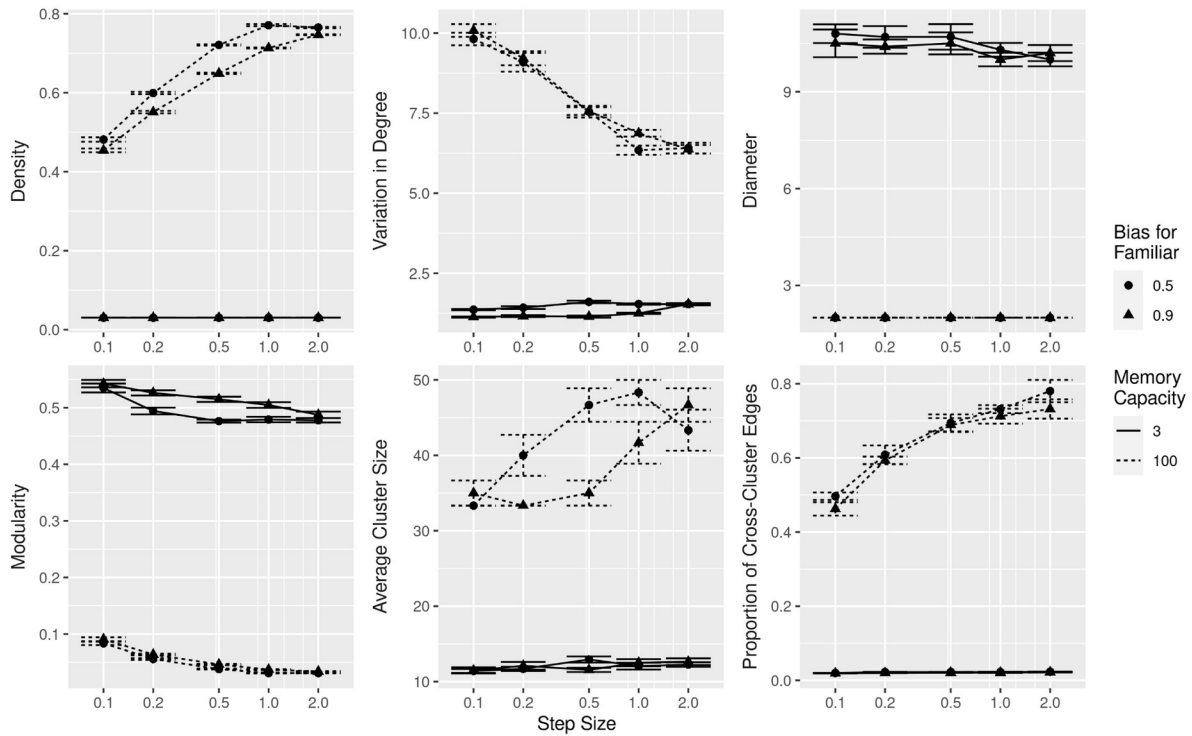 Density
0.8
0.6
0.4
0.2
0.0
0.1 0.2 0.5 1.0 2.0
Variation in Degree
10.0
7.5
5.0
2.5
0.1 0.2 0.5 1.0 2.0
Diameter
9
6
3
0.1 0.2 0.5 1.0 2.0
Modularity
0.5
0.4
0.3
0.2
0.1
0.1 0.2 0.5 1.0 2.0
Average Cluster Size
50
40
30
20
10
0.1 0.2 0.5 1.0 2.0
Proportion of Cross-Cluster Edges
0.8
0.6
0.4
0.2
0.0
0.1 0.2 0.5 1.0 2.0
Step Size
Bias for
Familiar
0.5
0.9
Memory
Capacity
3
100